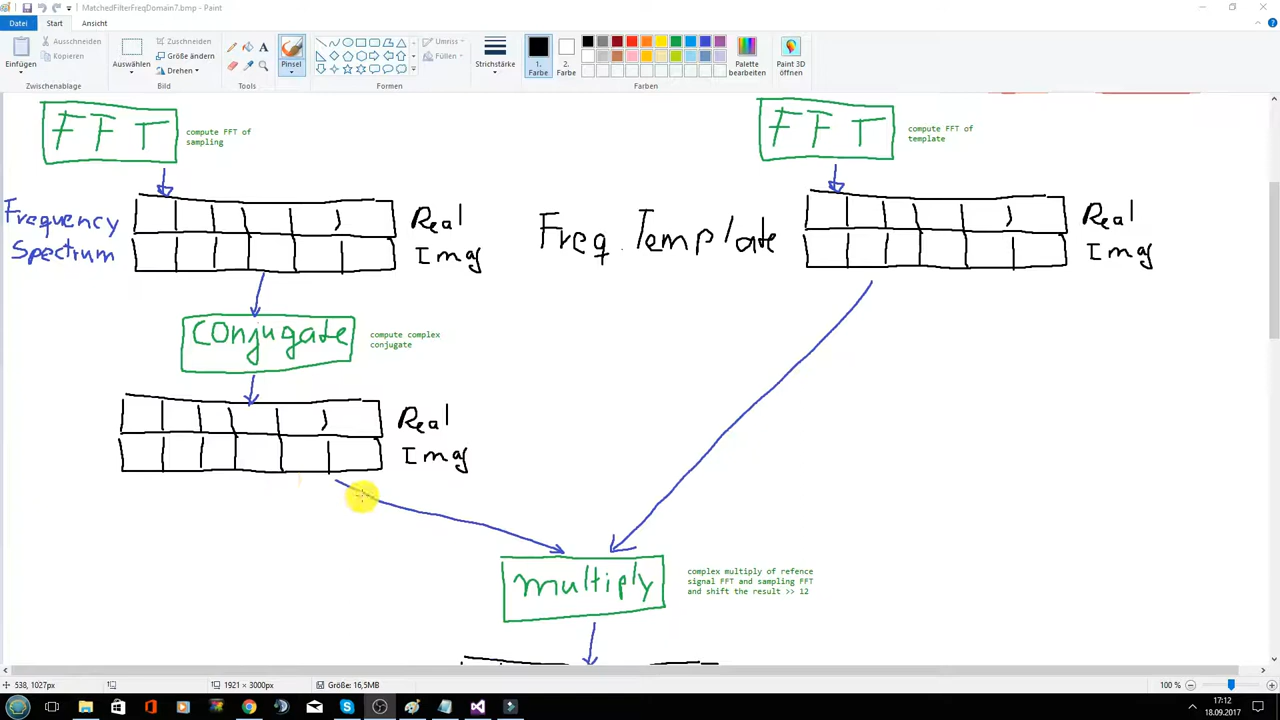 MatchedFilterFreqDomain7.bmp - Paint
Datei Start Ansicht
Einfügen
Ausschneiden
Kopieren
Zwischenablage
Auswählen
Zuschneiden
Größe ändern
Drehen
Bild
Tools
Pinsel
Umriss
Füllen
Formen
Strichstärke
1.
Farbe
2.
Farbe
Farben
Palette
bearbeiten
Paint 3D
öffnen
FFT
compute FFT of
sampling
FFT
compute FFT of
template
Frequency
Spectrum
Real
Imag
Freq. Template
Real
Imag
conjugate
compute complex
conjugate
Real
Imag
multiply
complex multiply of refence
signal FFT and sampling FFT
and shift the result >> 12
538, 1027px
1921 × 3000px
Größe: 16,5MB
100 %
17:12
18.09.2017